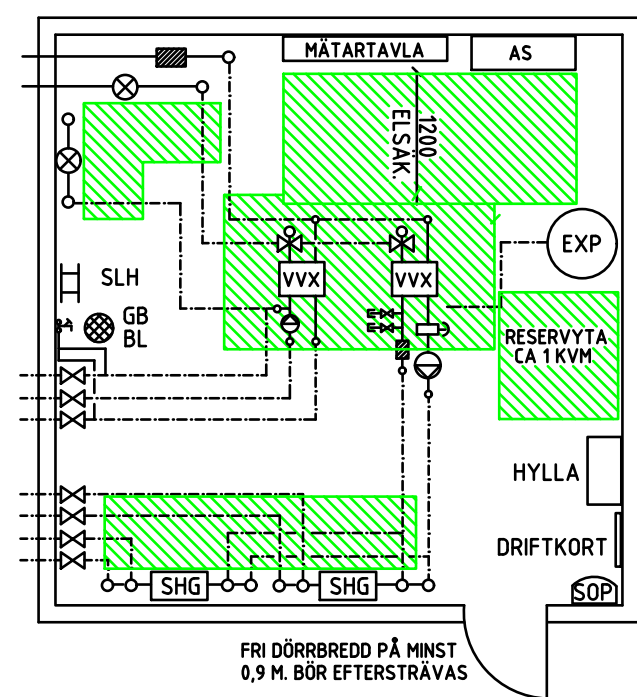 MÄTARTAVLA
AS
1200
ELSÄK.
EXP
VVX
VVX
SLH
GB
BL
RESERVYTA
CA 1 KVM
HYLLA
DRIFTKORT
SHG
SHG
SOP
FRI DÖRRBREDD PÅ MINST
0,9 M. BÖR EFTERSTRÄVAS